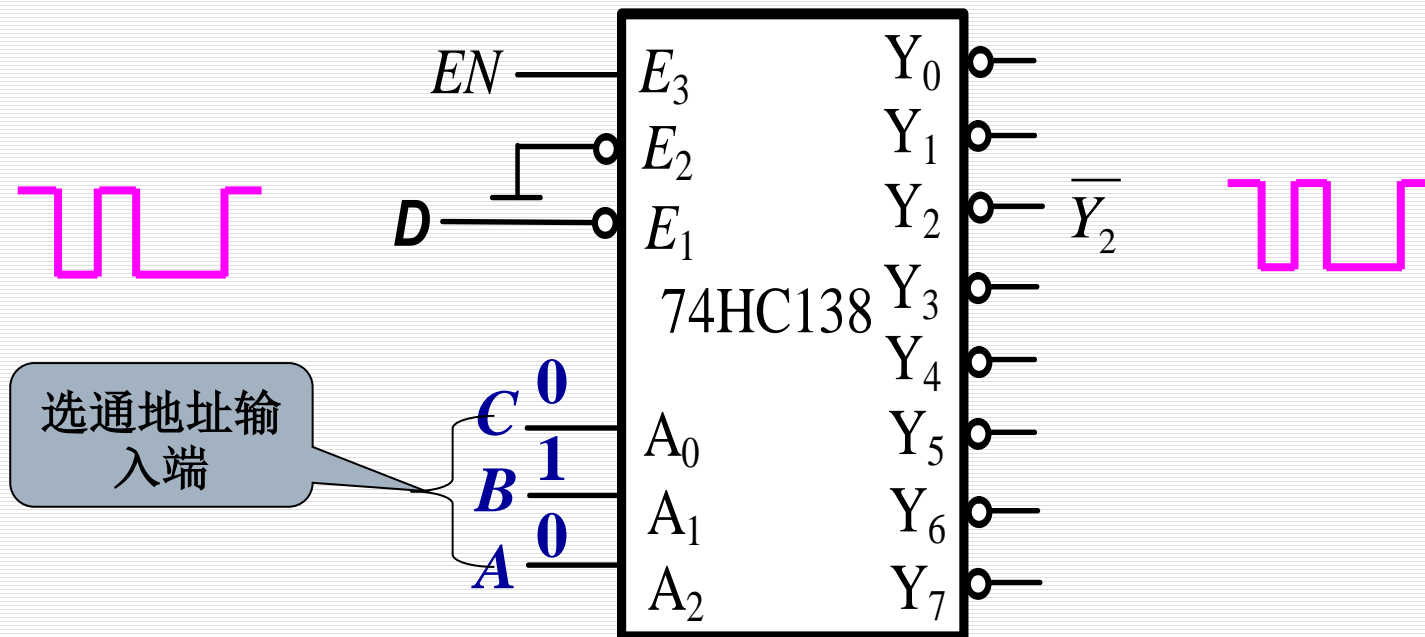 EN
E₃
Y₀
E₂
Y₁
D
E₁
Y₂
\overline{Y₂}
74HC138
Y₃
Y₄
选通地址输
入端
C 0
A₀
Y₅
B 1
A₁
Y₆
A 0
A₂
Y₇